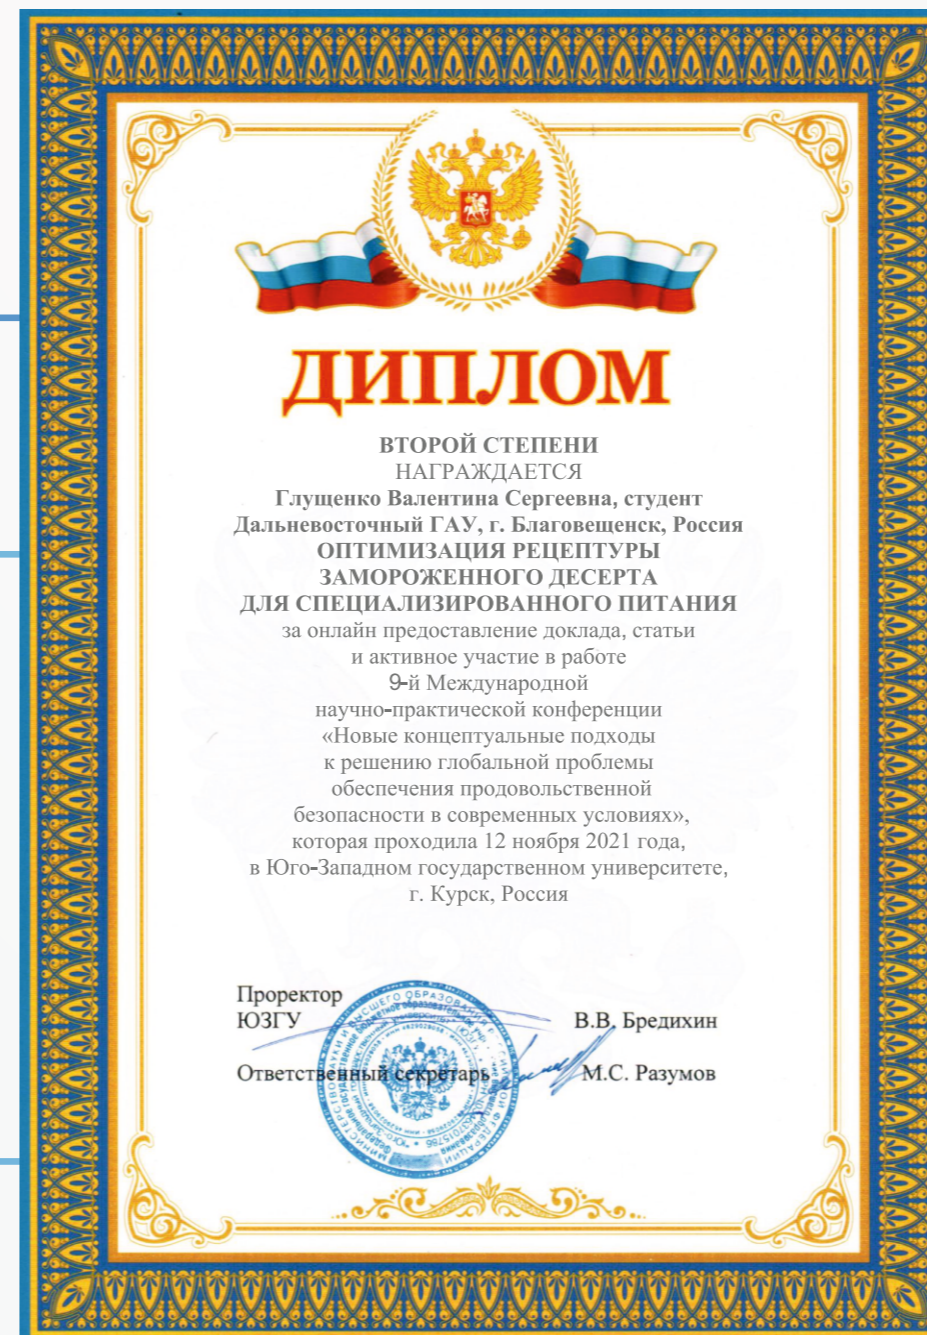 ДИПЛОМ
ВТОРОЙ СТЕПЕНИ
НАГРАЖДАЕТСЯ
Глущенко Валентина Сергеевна, студент
Дальневосточный ГАУ, г. Благовещенск, Россия
ОПТИМИЗАЦИЯ РЕЦЕПТУРЫ
ЗАМОРОЖЕННОГО ДЕСЕРТА
ДЛЯ СПЕЦИАЛИЗИРОВАННОГО ПИТАНИЯ
за онлайн предоставление доклада, статьи
и активное участие в работе
9-й Международной
научно-практической конференции
«Новые концептуальные подходы
к решению глобальной проблемы
обеспечения продовольственной
безопасности в современных условиях»,
которая проходила 12 ноября 2021 года,
в Юго-Западном государственном университете,
г. Курск, Россия
Проректор
ЮЗГУ В.В. Бредихин
Ответственный секретарь М.С. Разумов